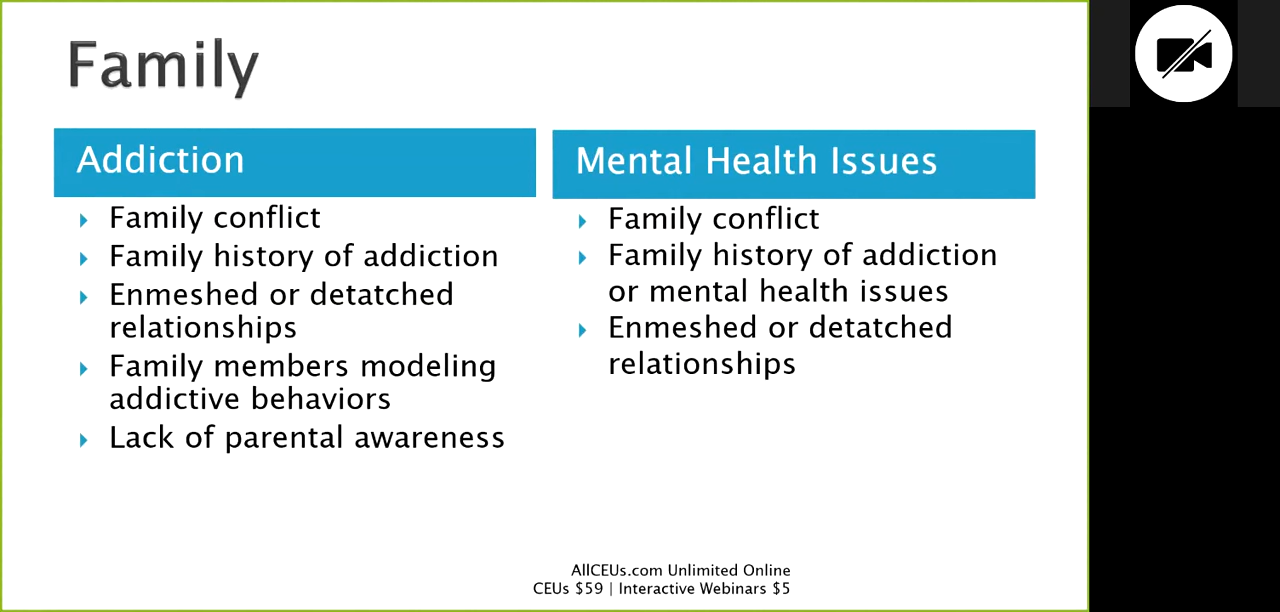 Family
Addiction
Family conflict
Family history of addiction
Enmeshed or detatched
relationships
Family members modeling
addictive behaviors
Lack of parental awareness
Mental Health Issues
Family conflict
Family history of addiction
or mental health issues
Enmeshed or detatched
relationships
AllCEUs.com Unlimited Online
CEUs $59 | Interactive Webinars $5